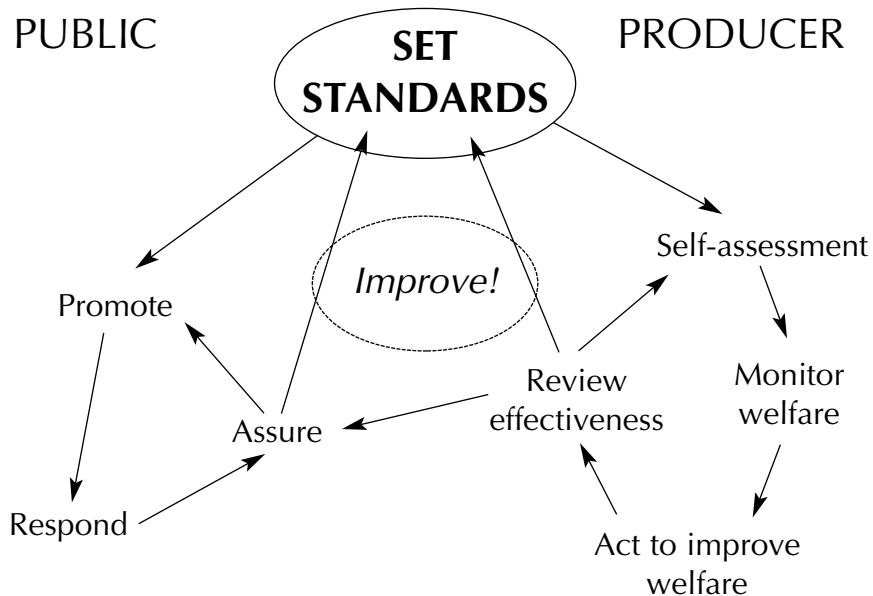 PUBLIC
SET
STANDARDS
PRODUCER
Improve!
Self-assessment
Promote
Monitor
welfare
Review
effectiveness
Assure
Respond
Act to improve
welfare